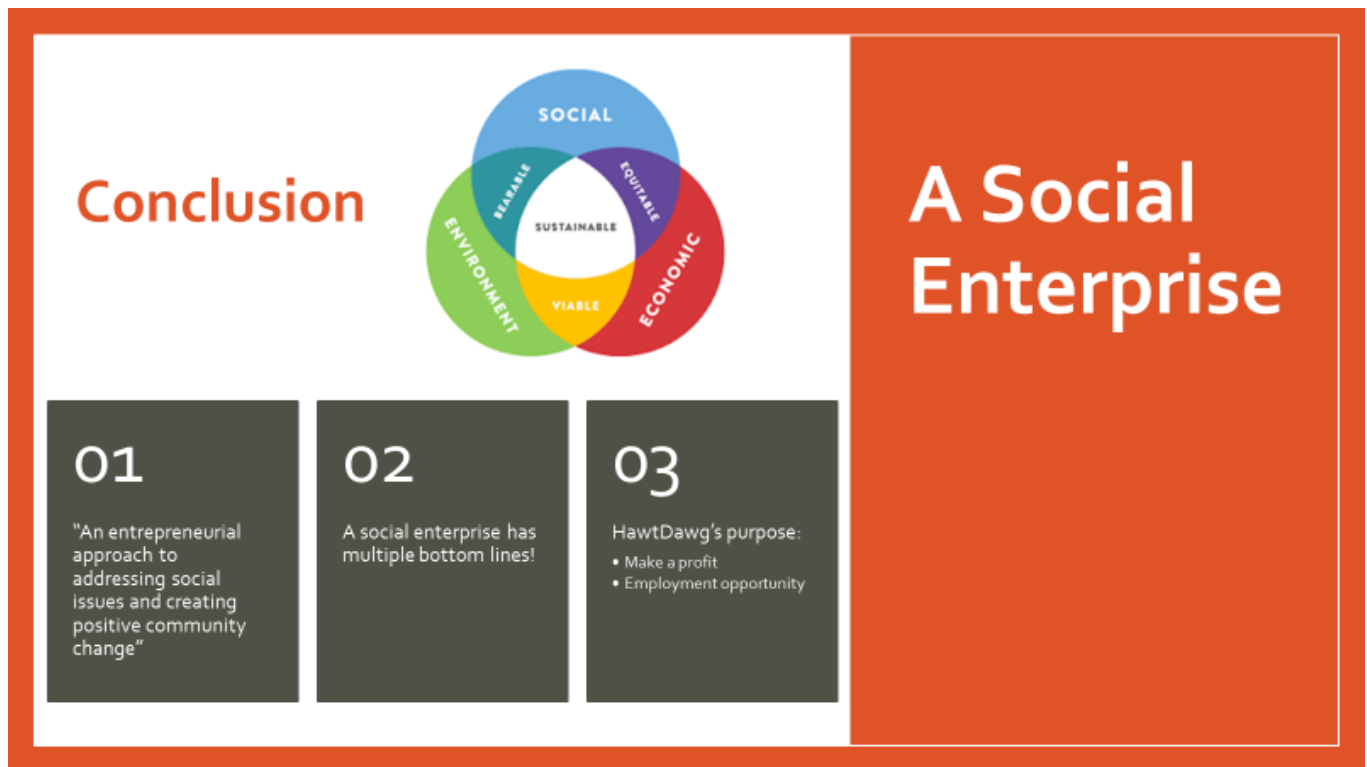 Conclusion
SOCIAL
BEARABLE
EQUITABLE
SUSTAINABLE
ENVIRONMENT
ECONOMIC
VIABLE
A Social
Enterprise
01
“An entrepreneurial
approach to
addressing social
issues and creating
positive community
change”
02
A social enterprise has
multiple bottom lines!
03
HawtDawg’s purpose:
• Make a profit
• Employment opportunity